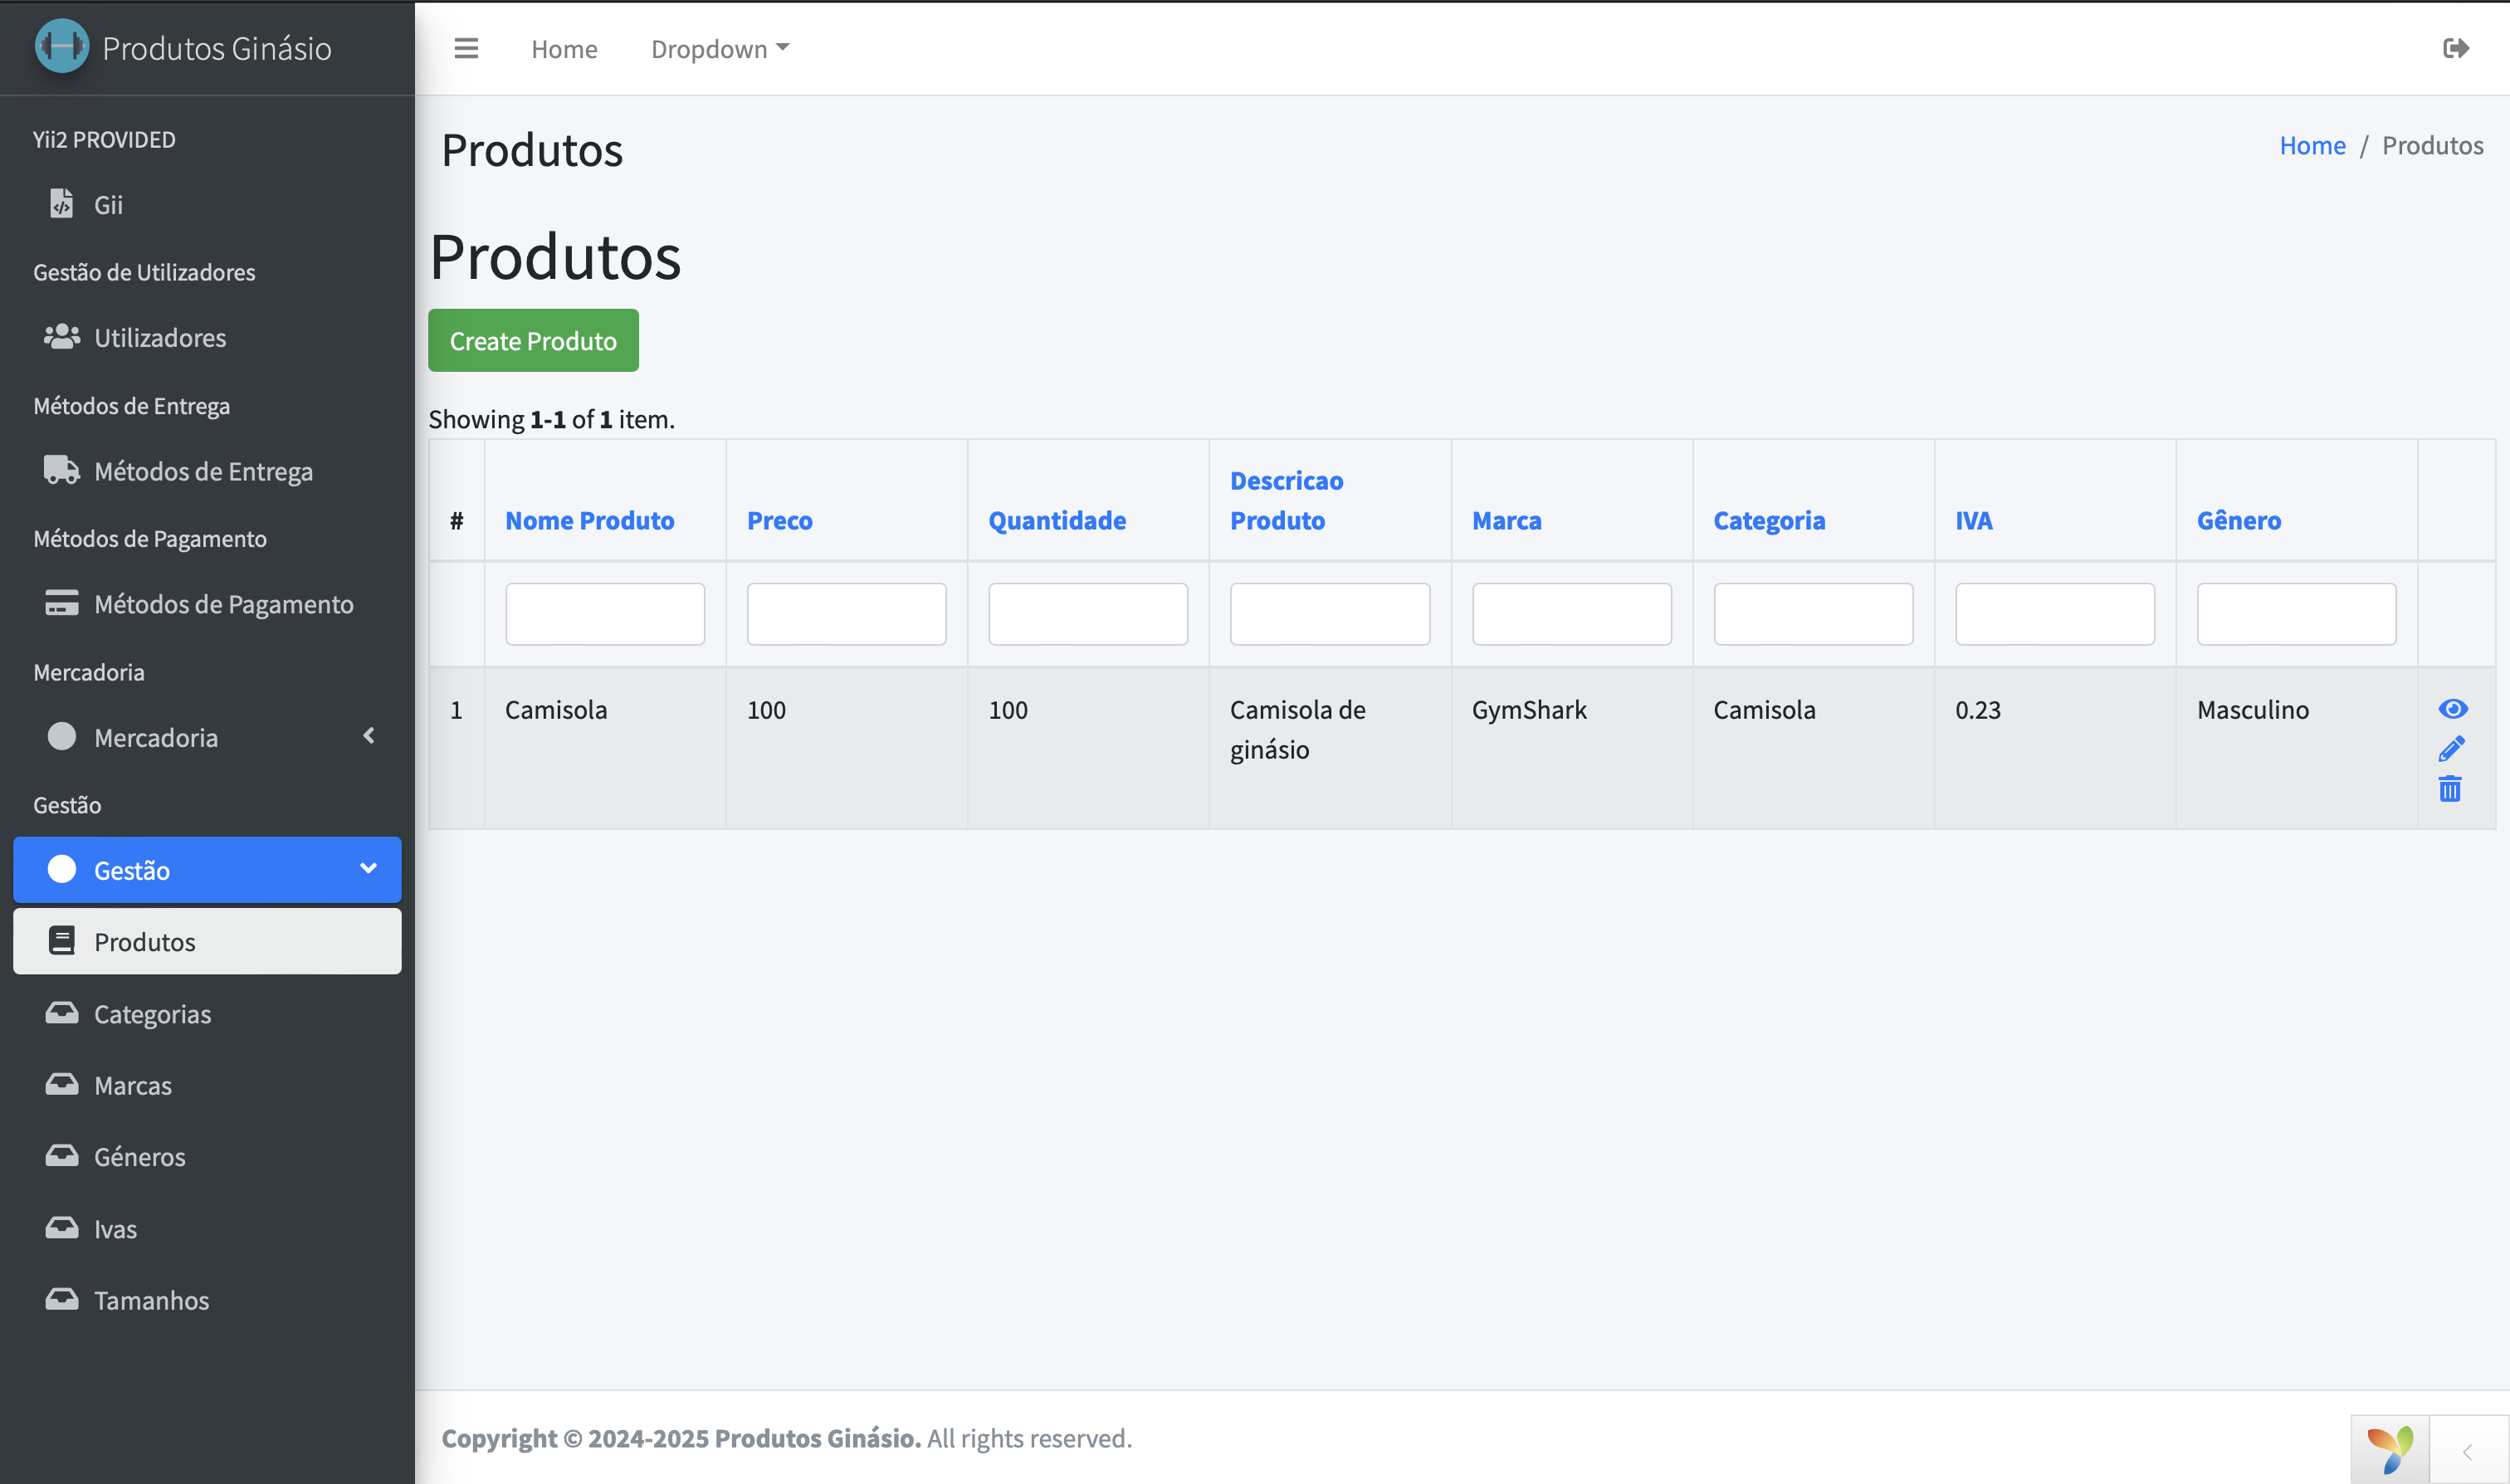 Produtos Ginásio
Home
Dropdown
Yii2 PROVIDED
Gii
Gestão de Utilizadores
Utilizadores
Métodos de Entrega
Métodos de Entrega
Métodos de Pagamento
Métodos de Pagamento
Mercadoria
Mercadoria
Gestão
Gestão
Produtos
Categorias
Marcas
Géneros
Ivas
Tamanhos
Produtos
Home / Produtos
Produtos
Create Produto
Showing 1-1 of 1 item.
# Nome Produto Preco Quantidade Descricao Produto Marca Categoria IVA Gênero
1 Camisola 100 100 Camisola de ginásio GymShark Camisola 0.23 Masculino
Copyright © 2024-2025 Produtos Ginásio. All rights reserved.